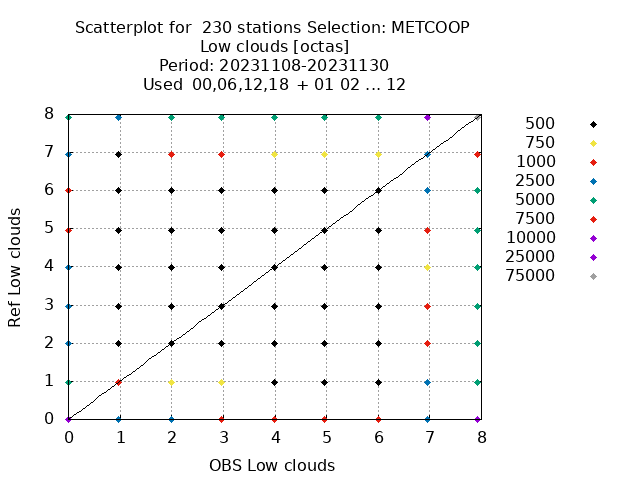 Scatterplot for  230 stations Selection: METCOOP
Low clouds [octas]
Period: 20231108-20231130
Used  00,06,12,18  + 01 02 ... 12
8
7
6
5
4
3
2
1
0
Ref Low clouds
0 1 2 3 4 5 6 7 8
OBS Low clouds
500
750
1000
2500
5000
7500
10000
25000
75000